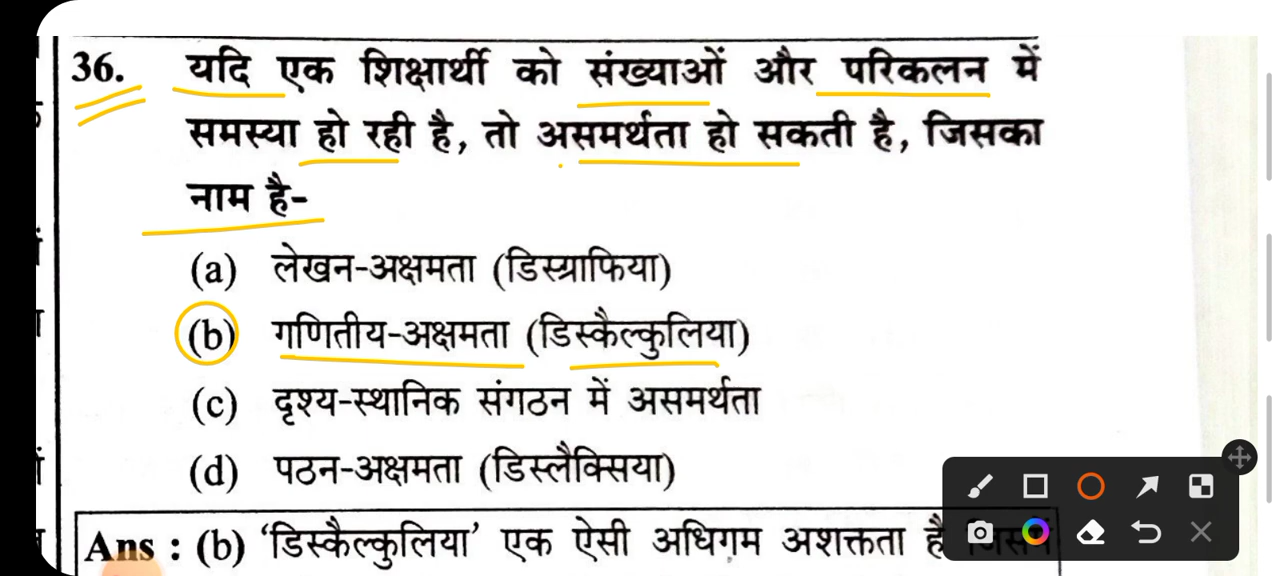 36. यदि एक शिक्षार्थी को संख्याओं और परिकलन में
समस्या हो रही है, तो असमर्थता हो सकती है, जिसका
नाम है-
(a) लेखन-अक्षमता (डिस्ग्राफिया)
(b) गणितीय-अक्षमता (डिस्कैल्कुलिया)
(c) दृश्य-स्थानिक संगठन में असमर्थता
(d) पठन-अक्षमता (डिस्लैक्सिया)
Ans : (b) 'डिस्कैल्कुलिया' एक ऐसी अधिगम अशक्तता है